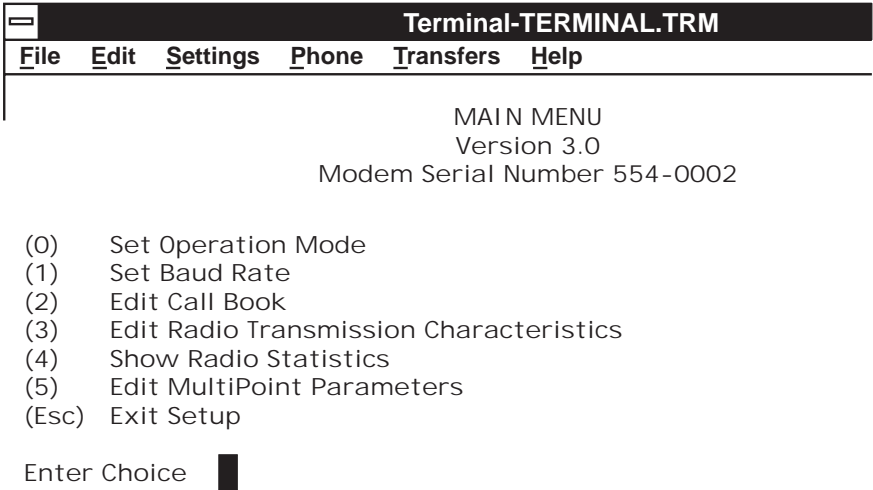 Terminal-TERMINAL.TRM
File Edit Settings Phone Transfers Help
MAIN MENU
Version 3.0
Modem Serial Number 554-0002
(0) Set Operation Mode
(1) Set Baud Rate
(2) Edit Call Book
(3) Edit Radio Transmission Characteristics
(4) Show Radio Statistics
(5) Edit MultiPoint Parameters
(Esc) Exit Setup
Enter Choice